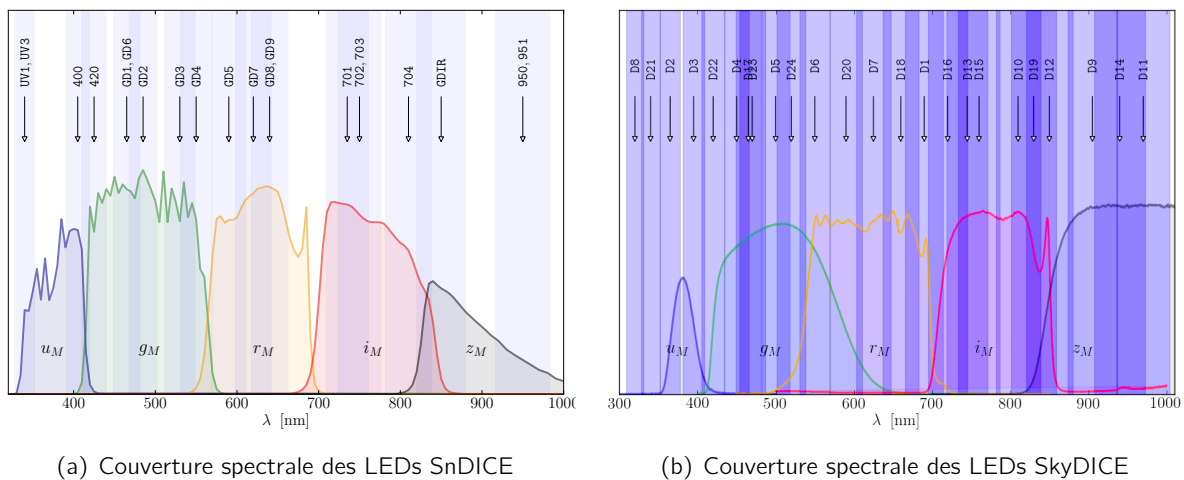 UV1, UV3
400
420
GD1, GD6
GD2
GD3
GD4
GD5
GD7
GD8, GD9
701
702, 703
704
GDIR
950, 951
u_M
g_M
r_M
i_M
z_M
400
500
600
700
800
900
1000
λ [nm]
(a) Couverture spectrale des LEDs SnDICE
D8
D21
D2
D3
D22
D4
D23
D5
D24
D6
D20
D7
D18
D1
D16
D13
D15
D10
D19
D12
D9
D14
D11
u_M
g_M
r_M
i_M
z_M
300
400
500
600
700
800
900
1000
λ [nm]
(b) Couverture spectrale des LEDs SkyDICE